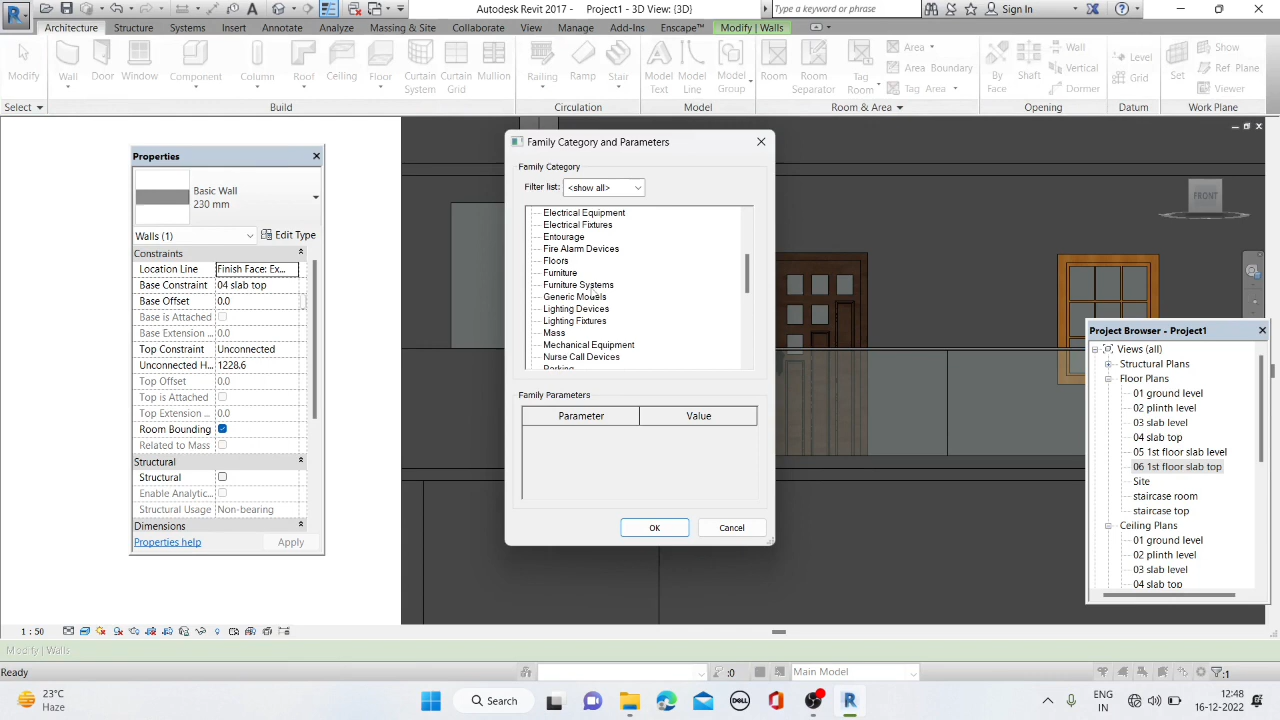 Autodesk Revit 2017 - Project1 - 3D View: {3D}
Type a keyword or phrase
Sign In
Architecture
Structure
Systems
Insert
Annotate
Analyze
Massing & Site
Collaborate
View
Manage
Add-Ins
Enscape™
Modify | Walls
Modify
Wall
Door
Window
Component
Column
Roof
Ceiling
Floor
Curtain System
Curtain Grid
Mullion
Railing
Ramp
Stair
Model Text
Model Line
Model Group
Room
Room Separator
Tag Room
Area
Area Boundary
Tag Area
By Face
Shaft
Wall
Vertical
Dormer
Level
Grid
Set
Show
Ref Plane
Viewer
Select
Build
Circulation
Model
Room & Area
Opening
Datum
Work Plane
Properties
Basic Wall
230 mm
Walls (1)
Edit Type
Constraints
Location Line Finish Face: Ex...
Base Constraint 04 slab top
Base Offset 0.0
Base is Attached
Base Extension ... 0.0
Top Constraint Unconnected
Unconnected H... 1228.6
Top Offset 0.0
Top is Attached
Top Extension ... 0.0
Room Bounding
Related to Mass
Structural
Structural
Enable Analytic...
Structural Usage Non-bearing
Dimensions
Properties help
Apply
Family Category and Parameters
Family Category
Filter list: <show all>
Electrical Equipment
Electrical Fixtures
Entourage
Fire Alarm Devices
Floors
Furniture
Furniture Systems
Generic Models
Lighting Devices
Lighting Fixtures
Mass
Mechanical Equipment
Nurse Call Devices
Parking
Family Parameters
Parameter Value
OK
Cancel
FRONT
Project Browser - Project1
Views (all)
Structural Plans
Floor Plans
01 ground level
02 plinth level
03 slab level
04 slab top
05 1st floor slab level
06 1st floor slab top
Site
staircase room
staircase top
Ceiling Plans
01 ground level
02 plinth level
03 slab level
04 slab top
1 : 50
Modify | Walls
Ready
:0
Main Model
:1
23°C
Haze
Search
DELL
ENG
IN
12:48
16-12-2022